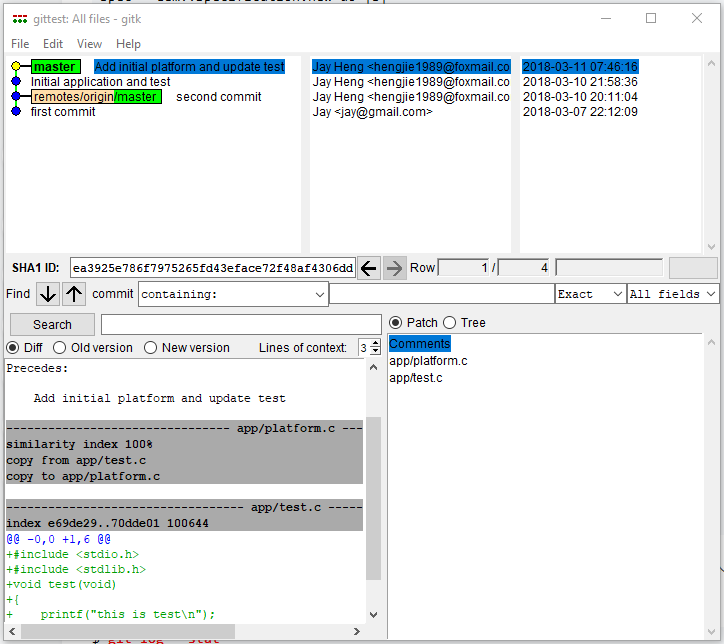 gittest: All files - gitk
File Edit View Help
master Add initial platform and update test Jay Heng <hengjie1989@foxmail.co 2018-03-11 07:46:16
Initial application and test Jay Heng <hengjie1989@foxmail.co 2018-03-10 21:58:36
remotes/origin/master second commit Jay Heng <hengjie1989@foxmail.co 2018-03-10 20:11:04
first commit Jay <jay@gmail.com> 2018-03-07 22:12:09
SHA1 ID: ea3925e786f7975265fd43eface72f48af4306dd Row 1 / 4
Find commit containing: Exact All fields
Search
Diff Old version New version Lines of context: 3
Patch Tree
Precedes:
Add initial platform and update test
------------------------------ app/platform.c ---
similarity index 100%
copy from app/test.c
copy to app/platform.c
-------------------------------- app/test.c -----
index e69de29..70dde01 100644
@@ -0,0 +1,6 @@
+#include <stdio.h>
+#include <stdlib.h>
+void test(void)
+{
+    printf("this is test\n");
Comments
app/platform.c
app/test.c